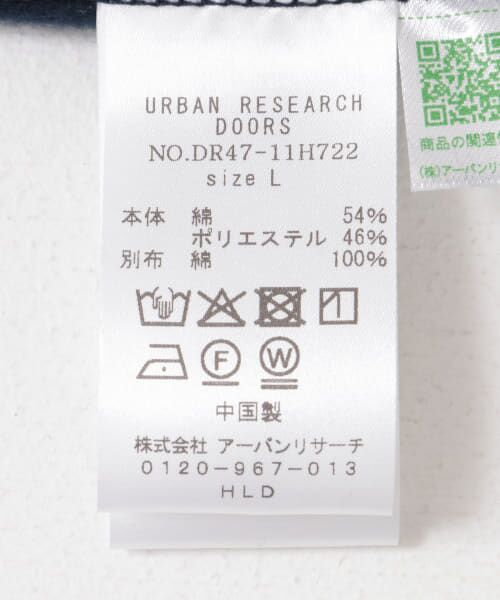 URBAN RESEARCH
DOORS
NO.DR47-11H722
size L
本体 綿 54%
ポリエステル 46%
別布 綿 100%
F W
中国製
株式会社 アーバンリサーチ
0120-967-013
HLD
商品の関連
(株)アーバンリ